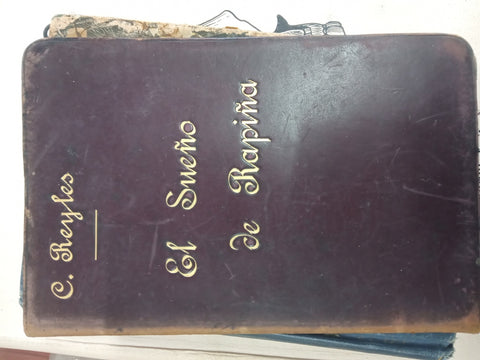 C. Reyles
El Sueño
de Rapiña